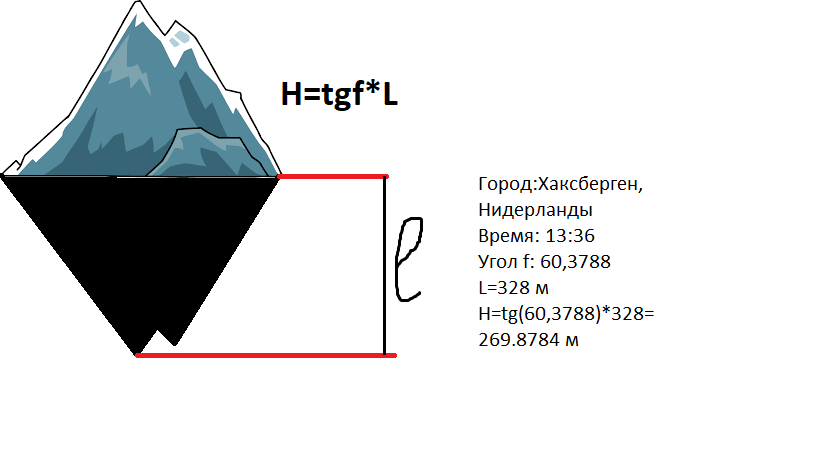 H=tgf*L
Город:Хаксберген,
Нидерланды
Время: 13:36
Угол f: 60,3788
L=328 м
H=tg(60,3788)*328=
269.8784 м
l